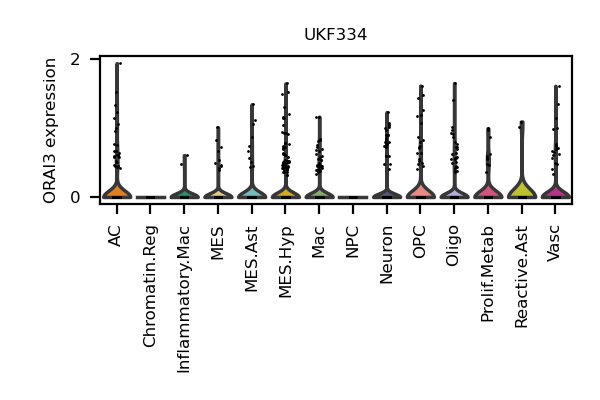 UKF334
ORAI3 expression
2
0
AC
Chromatin.Reg
Inflammatory.Mac
MES
MES.Ast
MES.Hyp
Mac
NPC
Neuron
OPC
Oligo
Prolif.Metab
Reactive.Ast
Vasc